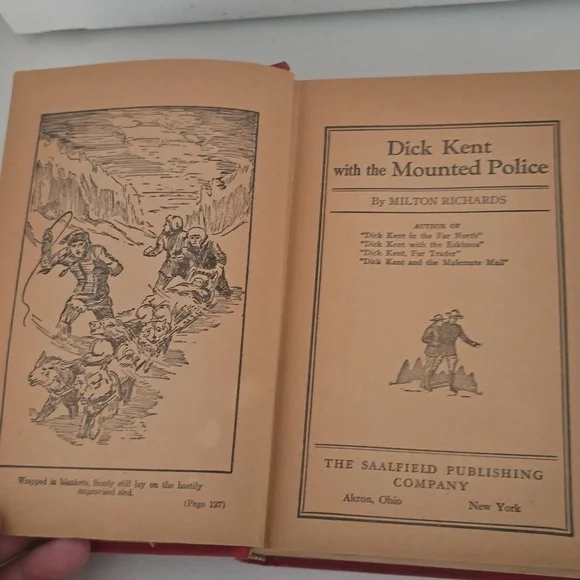 Wrapped in blankets, Sandy still lay on the hastily
improvised sled.
(Page 127)
Dick Kent
with the Mounted Police
By MILTON RICHARDS
AUTHOR OF
"Dick Kent in the Far North"
"Dick Kent with the Eskimos"
"Dick Kent, Fur Trader"
"Dick Kent and the Malemute Mail"
THE SAALFIELD PUBLISHING
COMPANY
Akron, Ohio New York